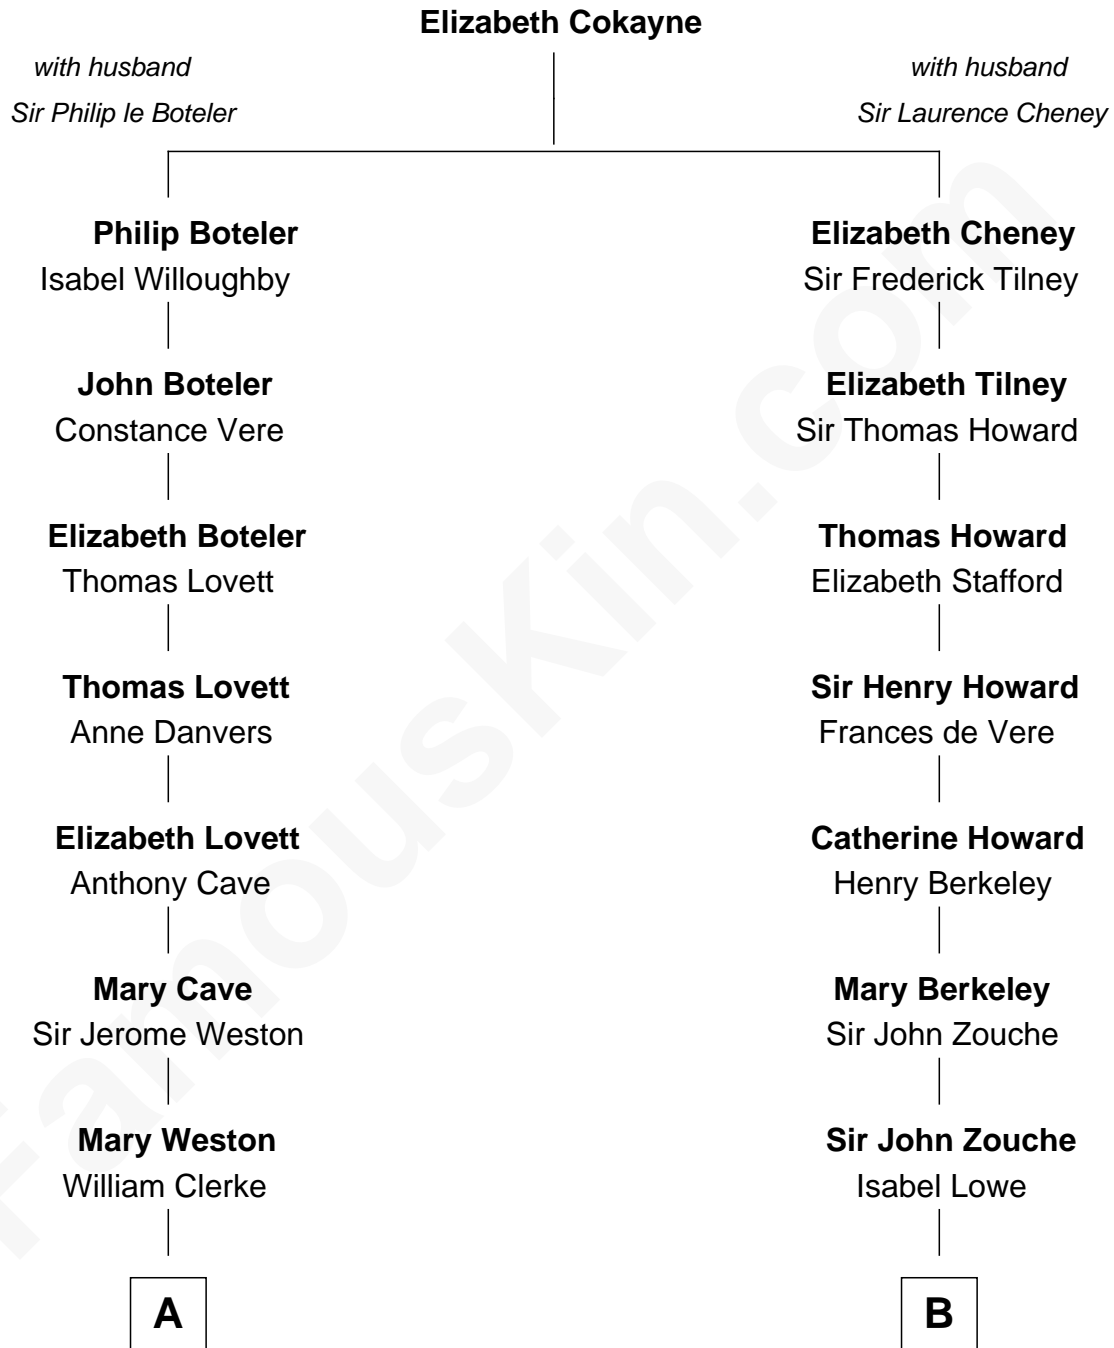 Elizabeth Cokayne
with husband
Sir Philip le Boteler
with husband
Sir Laurence Cheney
Philip Boteler
Isabel Willoughby
Elizabeth Cheney
Sir Frederick Tilney
John Boteler
Constance Vere
Elizabeth Tilney
Sir Thomas Howard
Elizabeth Boteler
Thomas Lovett
Thomas Howard
Elizabeth Stafford
Thomas Lovett
Anne Danvers
Sir Henry Howard
Frances de Vere
Elizabeth Lovett
Anthony Cave
Catherine Howard
Henry Berkeley
Mary Cave
Sir Jerome Weston
Mary Berkeley
Sir John Zouche
Mary Weston
William Clerke
Sir John Zouche
Isabel Lowe
A
B
FamousKin.com